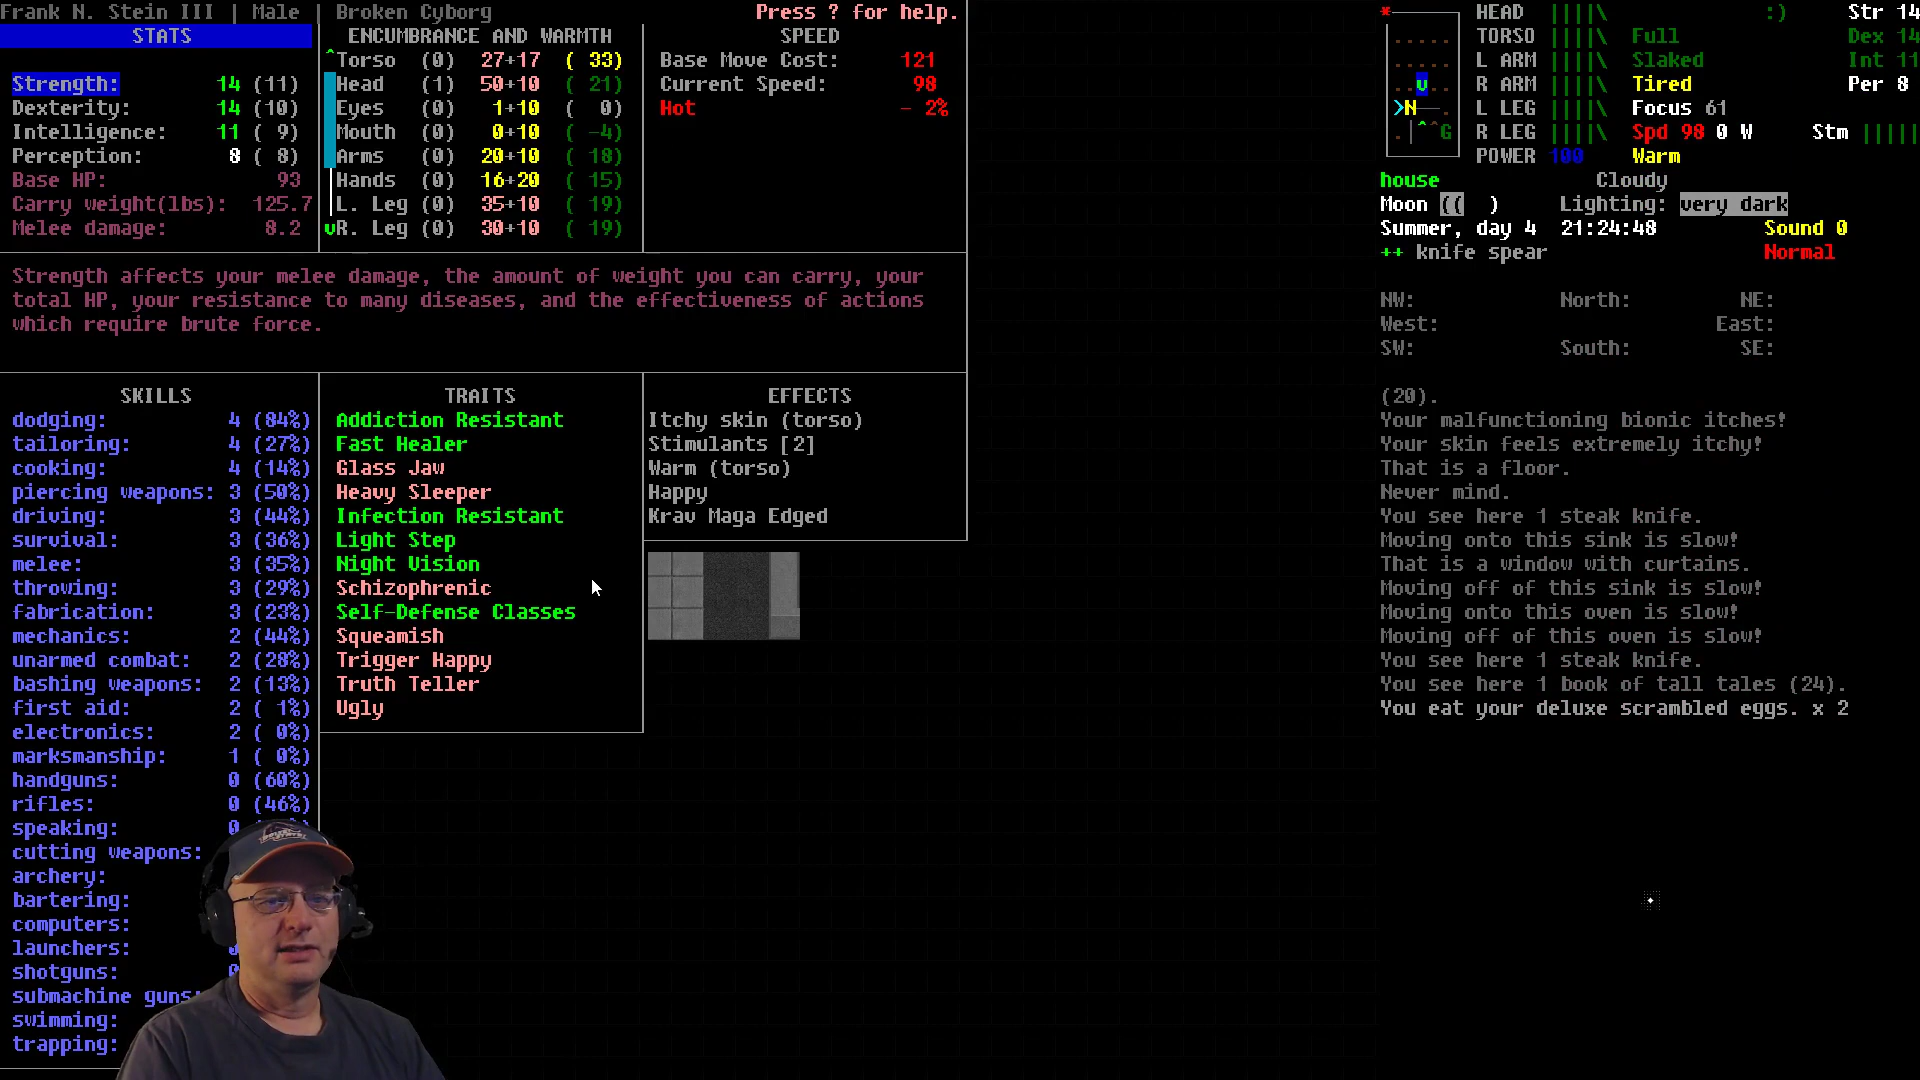 Frank N. Stein III | Male | Broken Cyborg Press ? for help.
STATS
Strength: 14 (11)
Dexterity: 14 (10)
Intelligence: 11 ( 9)
Perception: 8 ( 8)
Base HP: 93
Carry weight(lbs): 125.7
Melee damage: 8.2
ENCUMBRANCE AND WARMTH
^ Torso (0) 27+17 ( 33)
Head (1) 50+10 ( 21)
Eyes (0) 1+10 ( 0)
Mouth (0) 0+10 ( -4)
Arms (0) 20+10 ( 18)
Hands (0) 16+20 ( 15)
L. Leg (0) 35+10 ( 19)
vR. Leg (0) 30+10 ( 19)
SPEED
Base Move Cost: 121
Current Speed: 98
Hot - 2%
Strength affects your melee damage, the amount of weight you can carry, your
total HP, your resistance to many diseases, and the effectiveness of actions
which require brute force.
SKILLS
dodging: 4 (84%)
tailoring: 4 (27%)
cooking: 4 (14%)
piercing weapons: 3 (50%)
driving: 3 (44%)
survival: 3 (36%)
melee: 3 (35%)
throwing: 3 (29%)
fabrication: 3 (23%)
mechanics: 2 (44%)
unarmed combat: 2 (28%)
bashing weapons: 2 (13%)
first aid: 2 ( 1%)
electronics: 2 ( 0%)
marksmanship: 1 ( 0%)
handguns: 0 (60%)
rifles: 0 (46%)
speaking: 0
cutting weapons:
archery:
bartering:
computers:
launchers:
shotguns:
submachine guns:
swimming:
trapping:
TRAITS
Addiction Resistant
Fast Healer
Glass Jaw
Heavy Sleeper
Infection Resistant
Light Step
Night Vision
Schizophrenic
Self-Defense Classes
Squeamish
Trigger Happy
Truth Teller
Ugly
EFFECTS
Itchy skin (torso)
Stimulants [2]
Warm (torso)
Happy
Krav Maga Edged
HEAD ||||\ :) Str 14
TORSO ||||\ Full Dex 14
L ARM ||||\ Slaked Int 11
R ARM ||||\ Tired Per 8
L LEG ||||\ Focus 61
R LEG ||||\ Spd 98 0 W Stm |||||
POWER 100 Warm
house Cloudy
Moon (( ) Lighting: very dark
Summer, day 4 21:24:48 Sound 0
++ knife spear Normal
NW: North: NE:
West: East:
SW: South: SE:
(20).
Your malfunctioning bionic itches!
Your skin feels extremely itchy!
That is a floor.
Never mind.
You see here 1 steak knife.
Moving onto this sink is slow!
That is a window with curtains.
Moving off of this sink is slow!
Moving onto this oven is slow!
Moving off of this oven is slow!
You see here 1 steak knife.
You see here 1 book of tall tales (24).
You eat your deluxe scrambled eggs. x 2